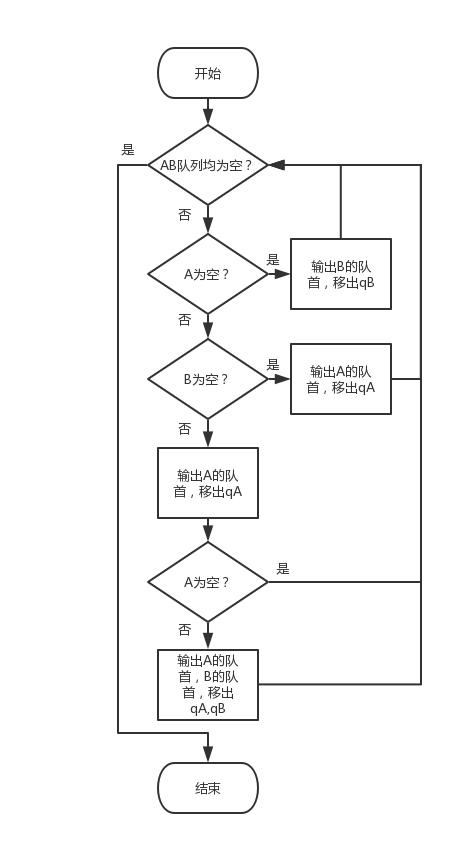 开始
是
AB队列均为空？
否
A为空？
是
输出B的队
首，移出qB
否
B为空？
是
输出A的队
首，移出qA
否
输出A的队
首，移出qA
A为空？
是
否
输出A的队
首，B的队
首，移出
qA,qB
结束